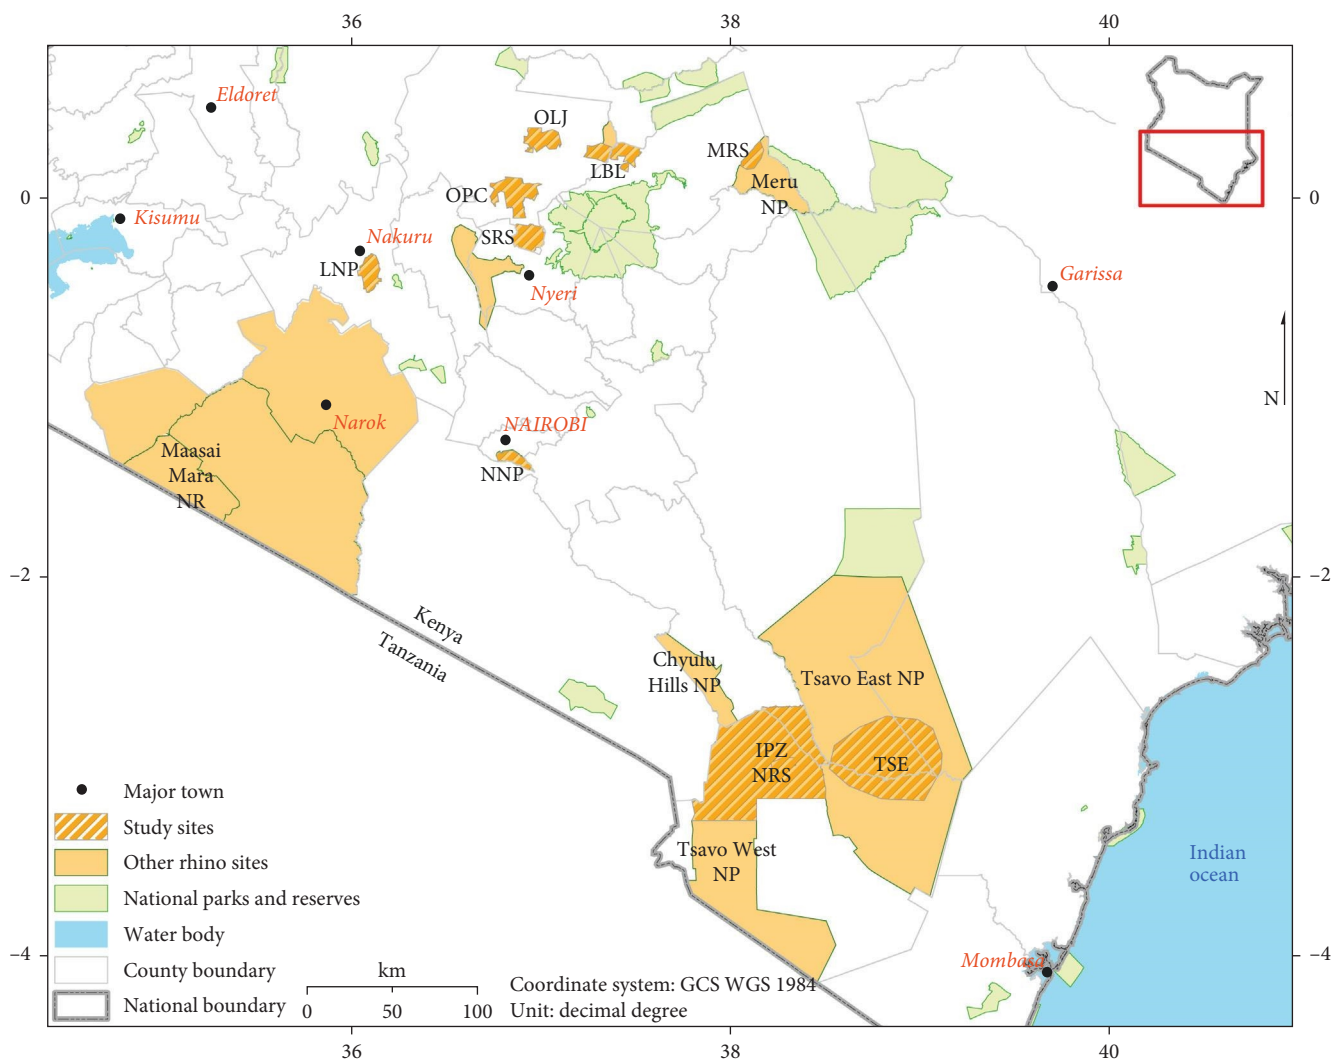 36
38
40
Eldoret
OLJ
MRS
LBL
Meru
NP
OPC
0
0
Kisumu
SRS
Nakuru
LNP
Garissa
Nyeri
N
Narok
NAIROBI
Maasai
Mara
NR
NNP
−2
−2
Kenya
Tanzania
Chyulu
Hills NP
Tsavo East NP
IPZ
NRS
TSE
Major town
Study sites
Other rhino sites
National parks and reserves
Water body
County boundary
National boundary
Tsavo West
NP
Indian
ocean
−4
−4
Mombasa
km
0
50
100
Coordinate system: GCS WGS 1984
Unit: decimal degree
36
38
40